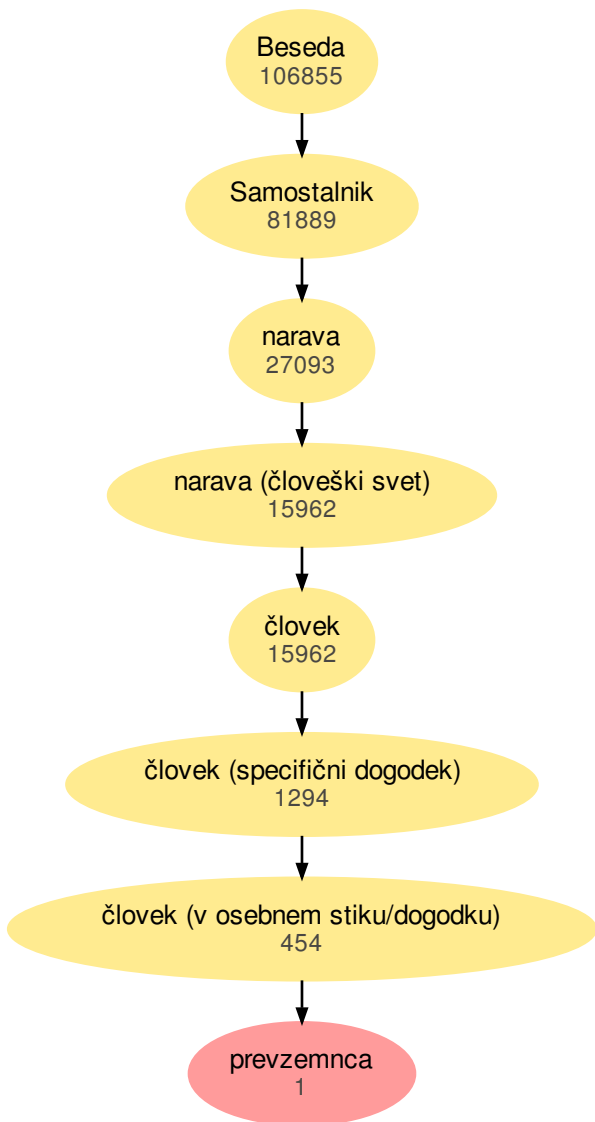 Beseda
106855
Samostalnik
81889
narava
27093
narava (človeški svet)
15962
človek
15962
človek (specifični dogodek)
1294
človek (v osebnem stiku/dogodku)
454
prevzemnca
1